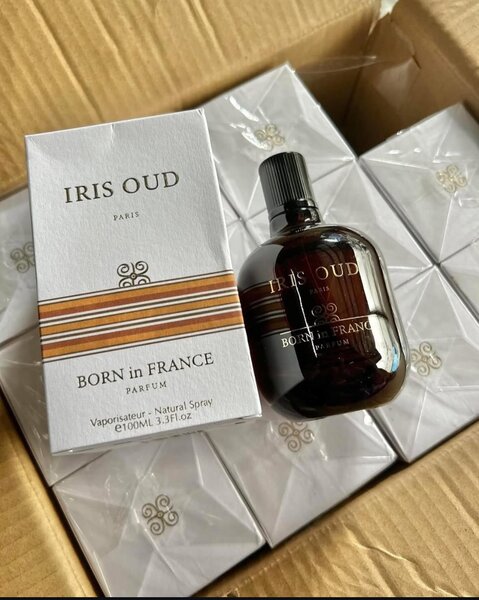 IRIS OUD
PARIS
BORN in FRANCE
PARFUM
Vaporisateur - Natural Spray
e100ML 3.3Fl.oz
IRIS OUD
PARIS
BORN in FRANCE
PARFUM